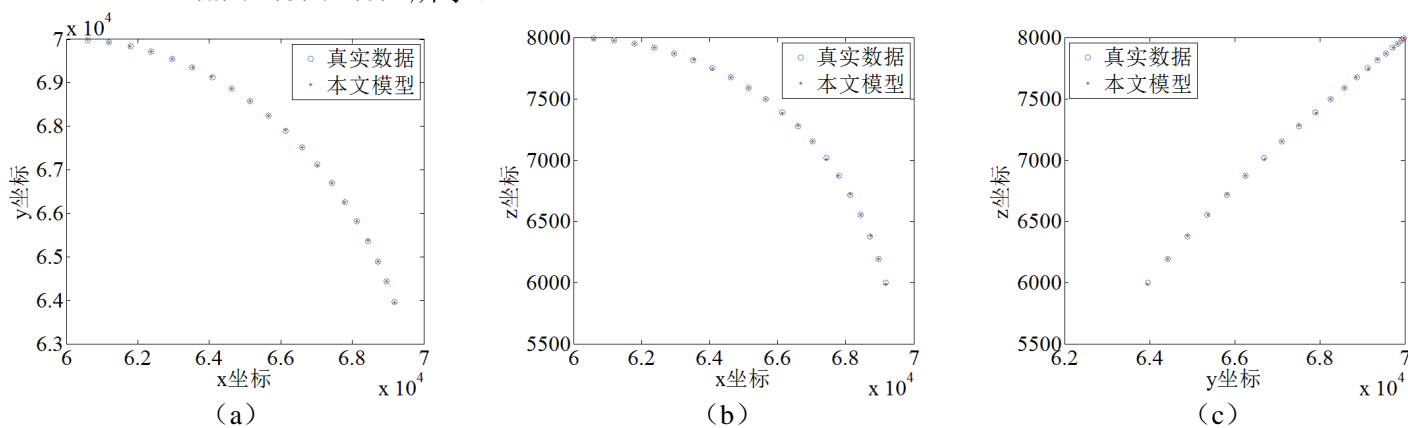 x 10⁴
7
6.9
6.8
6.7
6.6
6.5
6.4
6.3
y坐标
真实数据
本文模型
6 6.2 6.4 6.6 6.8 7
x坐标
x 10⁴
(a)
8000
7500
7000
6500
6000
5500
z坐标
真实数据
本文模型
6 6.2 6.4 6.6 6.8 7
x坐标
x 10⁴
(b)
8000
7500
7000
6500
6000
5500
z坐标
真实数据
本文模型
6.2 6.4 6.6 6.8 7
y坐标
x 10⁴
(c)